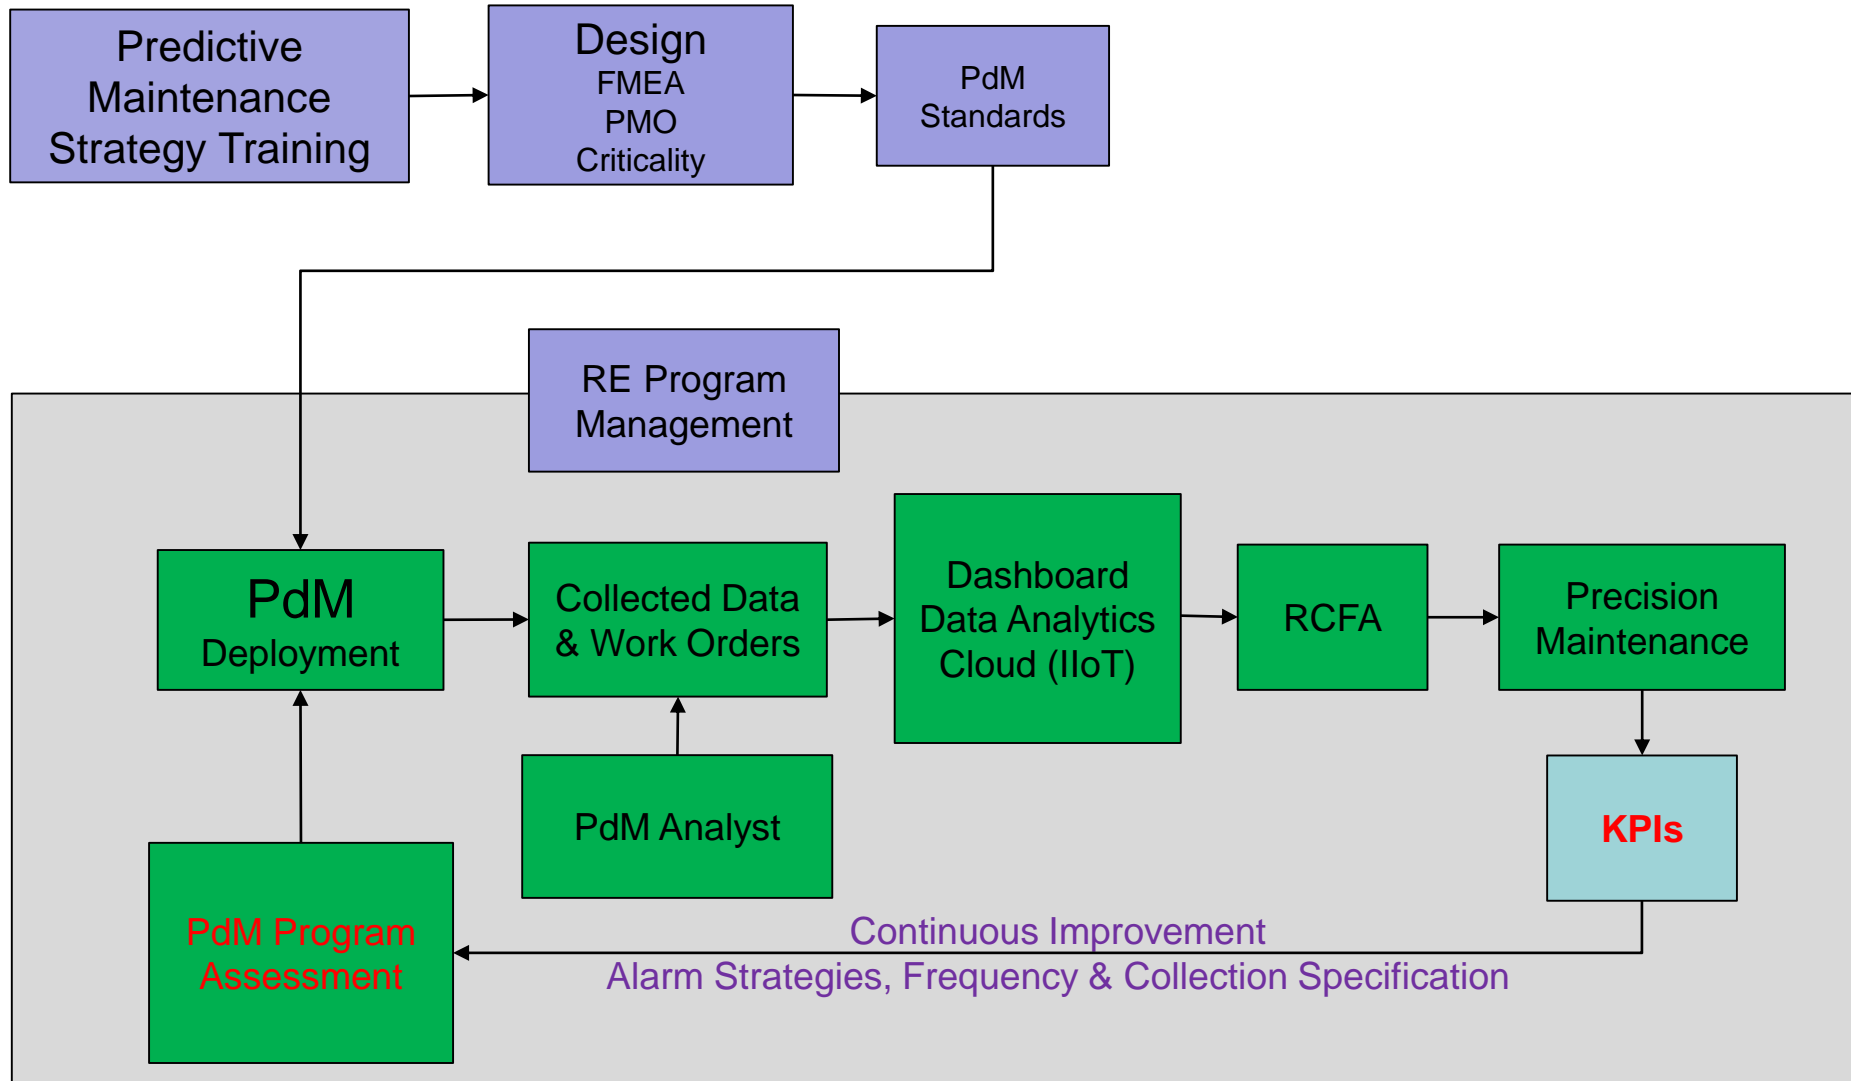 Predictive
Maintenance
Strategy Training
Design
FMEA
PMO
Criticality
PdM
Standards
RE Program
Management
PdM
Deployment
Collected Data
& Work Orders
Dashboard
Data Analytics
Cloud (IIoT)
RCFA
Precision
Maintenance
PdM Analyst
KPIs
PdM Program
Assessment
Continuous Improvement
Alarm Strategies, Frequency & Collection Specification